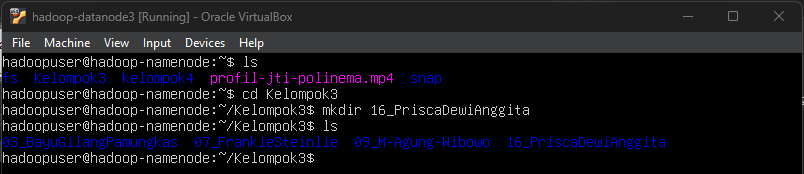 hadoop-datanode3 [Running] - Oracle VirtualBox
File Machine View Input Devices Help
hadoopuser@hadoop-namenode:~$ ls
fs Kelompok3 kelompok4 profil-jti-polinema.mp4 snap
hadoopuser@hadoop-namenode:~$ cd Kelompok3
hadoopuser@hadoop-namenode:~/Kelompok3$ mkdir 16_PriscaDewiAnggita
hadoopuser@hadoop-namenode:~/Kelompok3$ ls
03_BayuGilangPamungkas 07_FrankieSteinlie 09_M-Agung-Wibowo 16_PriscaDewiAnggita
hadoopuser@hadoop-namenode:~/Kelompok3$